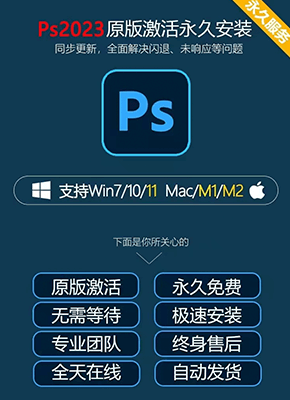 永久服务
Ps2023原版激活永久安装
同步更新，全面解决闪退、未响应等问题
Ps
支持Win7/10/11 Mac/M1/M2
下面是你所关心的
原版激活 永久免费
无需等待 极速安装
专业团队 终身售后
全天在线 自动发货